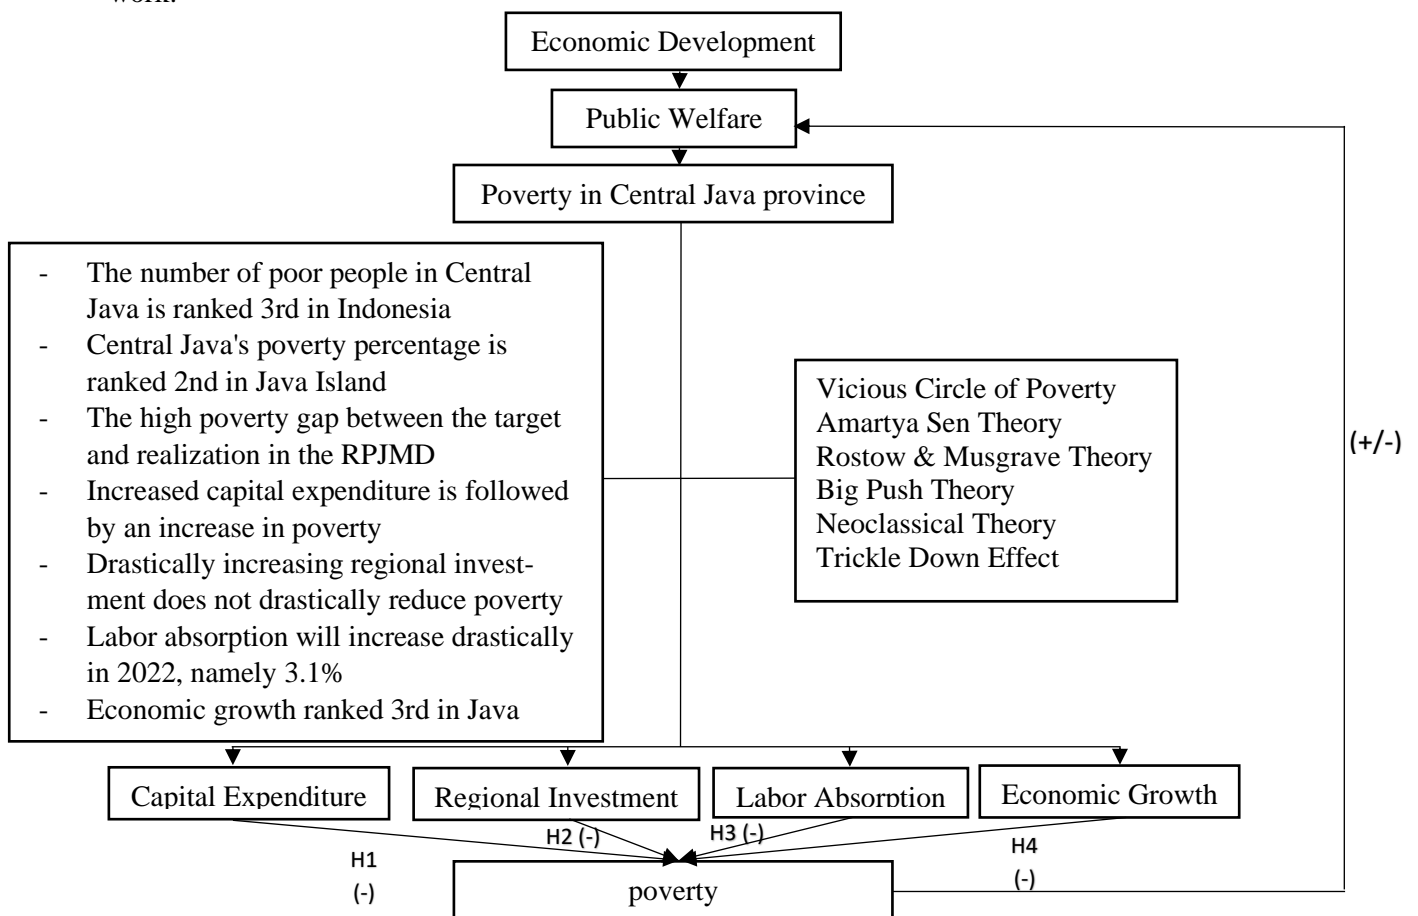 work.
Economic Development
Public Welfare
Poverty in Central Java province
- The number of poor people in Central
Java is ranked 3rd in Indonesia
- Central Java's poverty percentage is
ranked 2nd in Java Island
- The high poverty gap between the target
and realization in the RPJMD
- Increased capital expenditure is followed
by an increase in poverty
- Drastically increasing regional invest-
ment does not drastically reduce poverty
- Labor absorption will increase drastically
in 2022, namely 3.1%
- Economic growth ranked 3rd in Java
Vicious Circle of Poverty
Amartya Sen Theory
Rostow & Musgrave Theory
Big Push Theory
Neoclassical Theory
Trickle Down Effect
(+/-)
Capital Expenditure
Regional Investment
Labor Absorption
Economic Growth
H1
(-)
H2 (-)
H3 (-)
H4
(-)
poverty